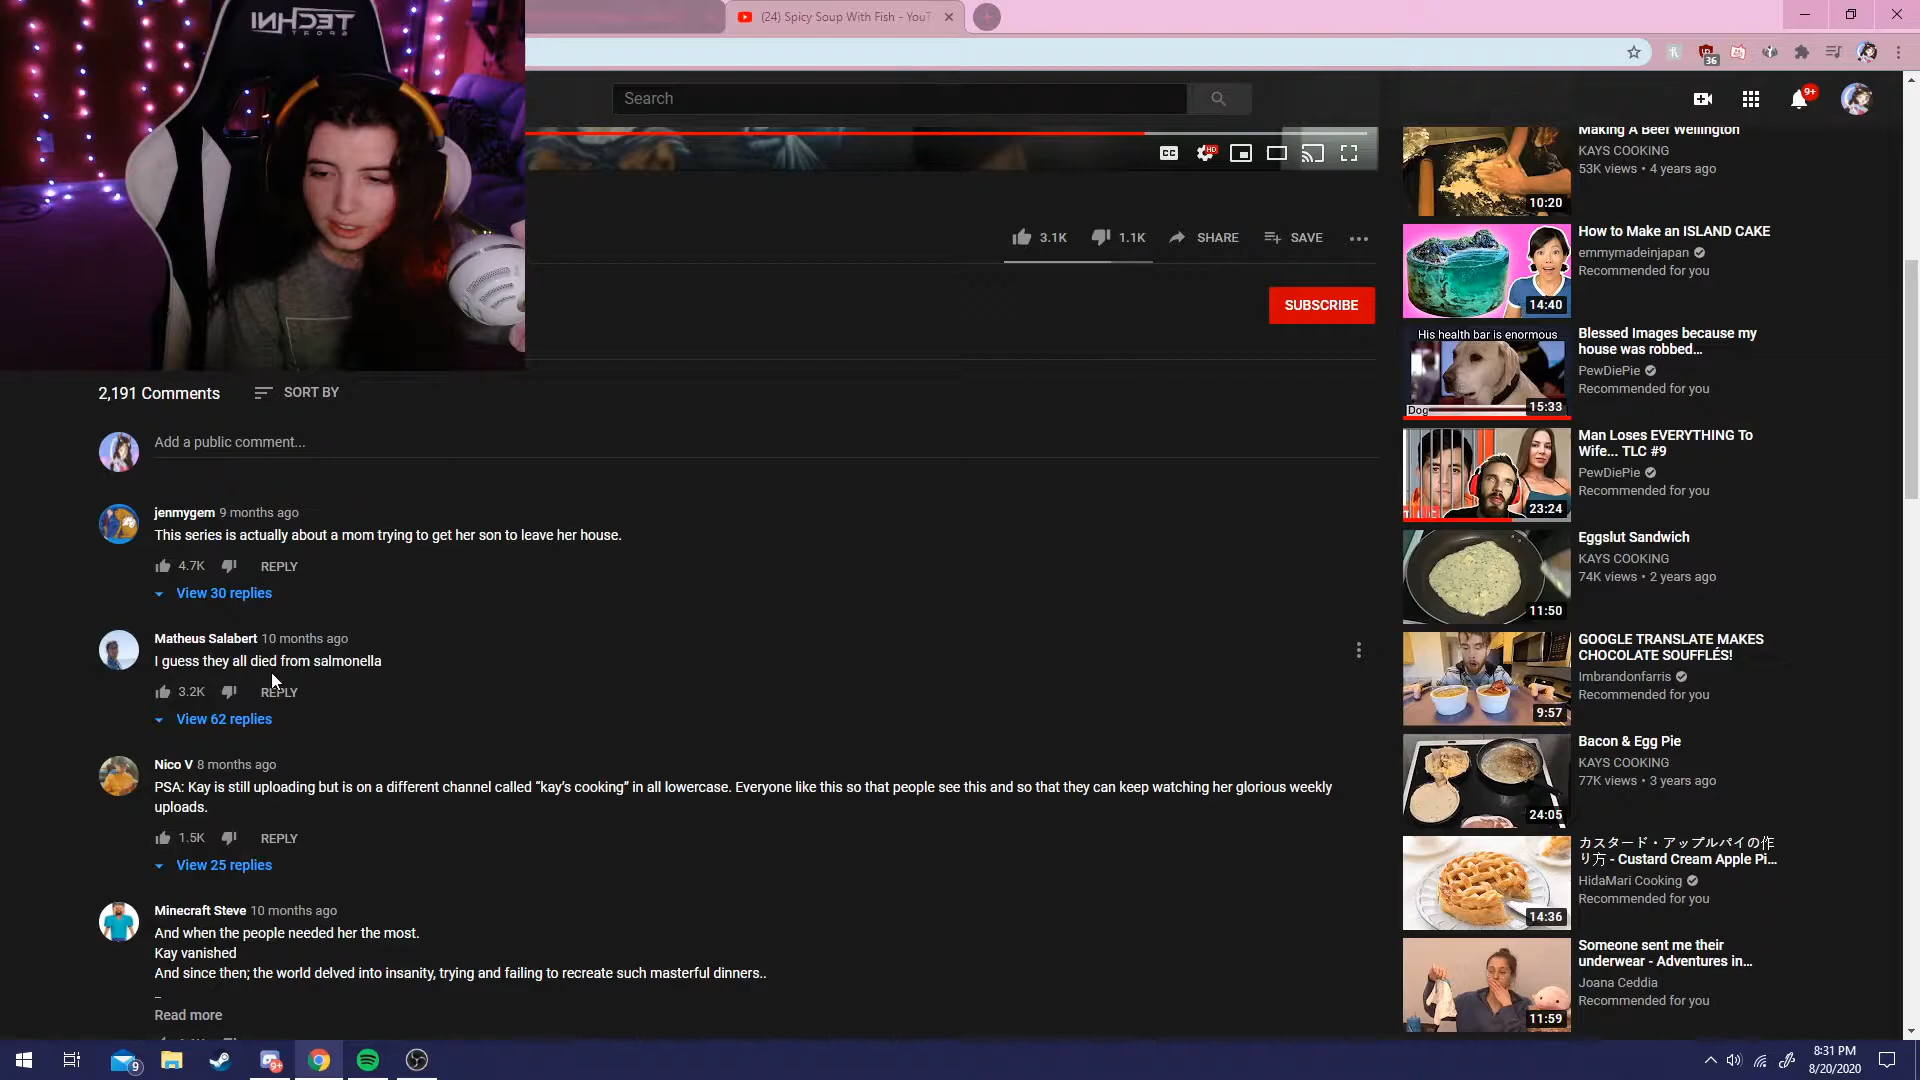 TECHNI
SPORT
(24) Spicy Soup With Fish - YouT
36
Search
9+
CC
HD
3.1K
1.1K
SHARE
SAVE
SUBSCRIBE
2,191 Comments
SORT BY
Add a public comment...
jenmygem 9 months ago
This series is actually about a mom trying to get her son to leave her house.
4.7K
REPLY
View 30 replies
Matheus Salabert 10 months ago
I guess they all died from salmonella
3.2K
REPLY
View 62 replies
Nico V 8 months ago
PSA: Kay is still uploading but is on a different channel called “kay’s cooking” in all lowercase. Everyone like this so that people see this and so that they can keep watching her glorious weekly
uploads.
1.5K
REPLY
View 25 replies
Minecraft Steve 10 months ago
And when the people needed her the most.
Kay vanished
And since then; the world delved into insanity, trying and failing to recreate such masterful dinners..
_
Read more
Making A Beef Wellington
KAYS COOKING
53K views • 4 years ago
10:20
How to Make an ISLAND CAKE
emmymadeinjapan
Recommended for you
14:40
His health bar is enormous
Dog
15:33
Blessed Images because my
house was robbed...
PewDiePie
Recommended for you
Man Loses EVERYTHING To
Wife... TLC #9
PewDiePie
Recommended for you
23:24
Eggslut Sandwich
KAYS COOKING
74K views • 2 years ago
11:50
GOOGLE TRANSLATE MAKES
CHOCOLATE SOUFFLÉS!
Imbrandonfarris
Recommended for you
9:57
Bacon & Egg Pie
KAYS COOKING
77K views • 3 years ago
24:05
カスタード・アップルパイの作
り方 - Custard Cream Apple Pi...
HidaMari Cooking
Recommended for you
14:36
Someone sent me their
underwear - Adventures in...
Joana Ceddia
Recommended for you
11:59
9
9+
8:31 PM
8/20/2020